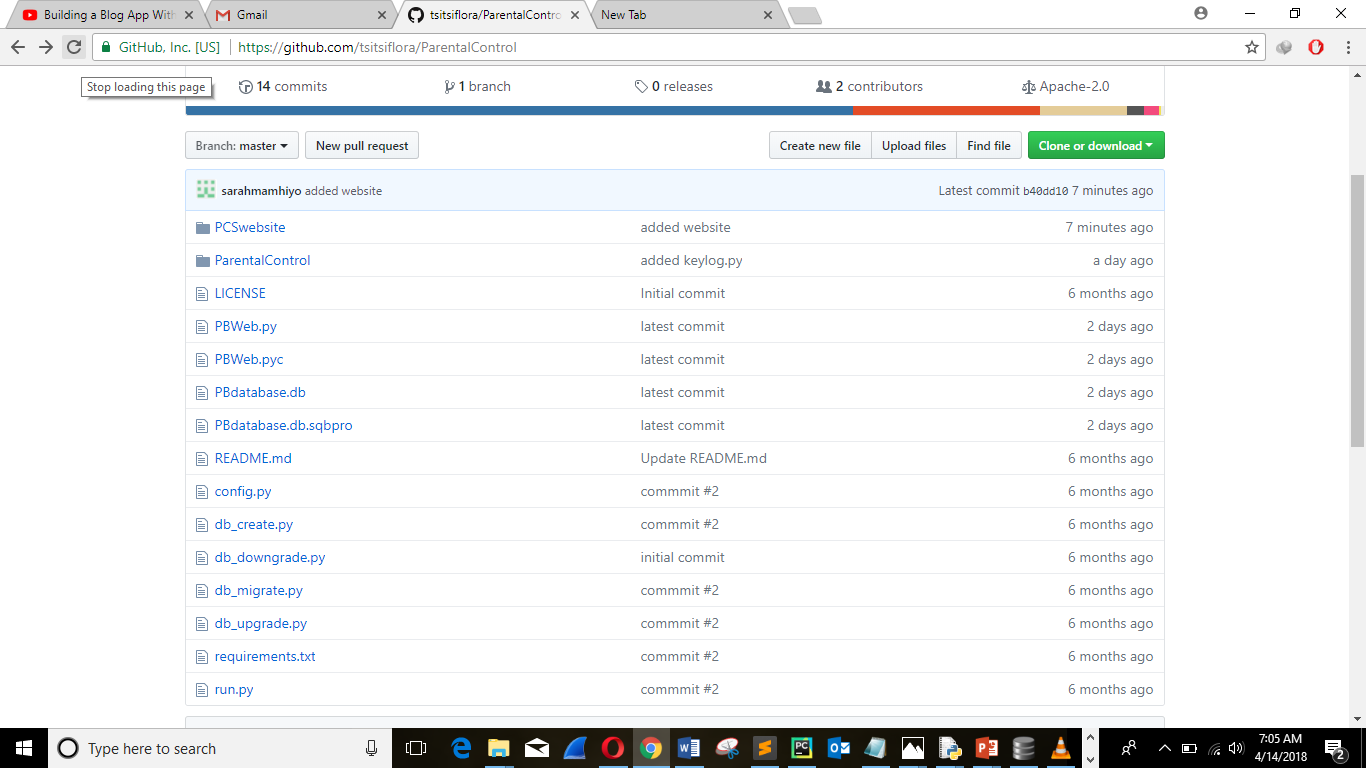 Building a Blog App With
Gmail
tsitsiflora/ParentalContro
New Tab
GitHub, Inc. [US]
https://github.com/tsitsiflora/ParentalControl
Stop loading this page
14 commits
1 branch
0 releases
2 contributors
Apache-2.0
Branch: master
New pull request
Create new file
Upload files
Find file
Clone or download
sarahmamhiyo added website
Latest commit b40dd10 7 minutes ago
PCSwebsite added website 7 minutes ago
ParentalControl added keylog.py a day ago
LICENSE Initial commit 6 months ago
PBWeb.py latest commit 2 days ago
PBWeb.pyc latest commit 2 days ago
PBdatabase.db latest commit 2 days ago
PBdatabase.db.sqbpro latest commit 2 days ago
README.md Update README.md 6 months ago
config.py commmit #2 6 months ago
db_create.py commmit #2 6 months ago
db_downgrade.py initial commit 6 months ago
db_migrate.py commmit #2 6 months ago
db_upgrade.py commmit #2 6 months ago
requirements.txt commmit #2 6 months ago
run.py commmit #2 6 months ago
Type here to search
7:05 AM
4/14/2018
2